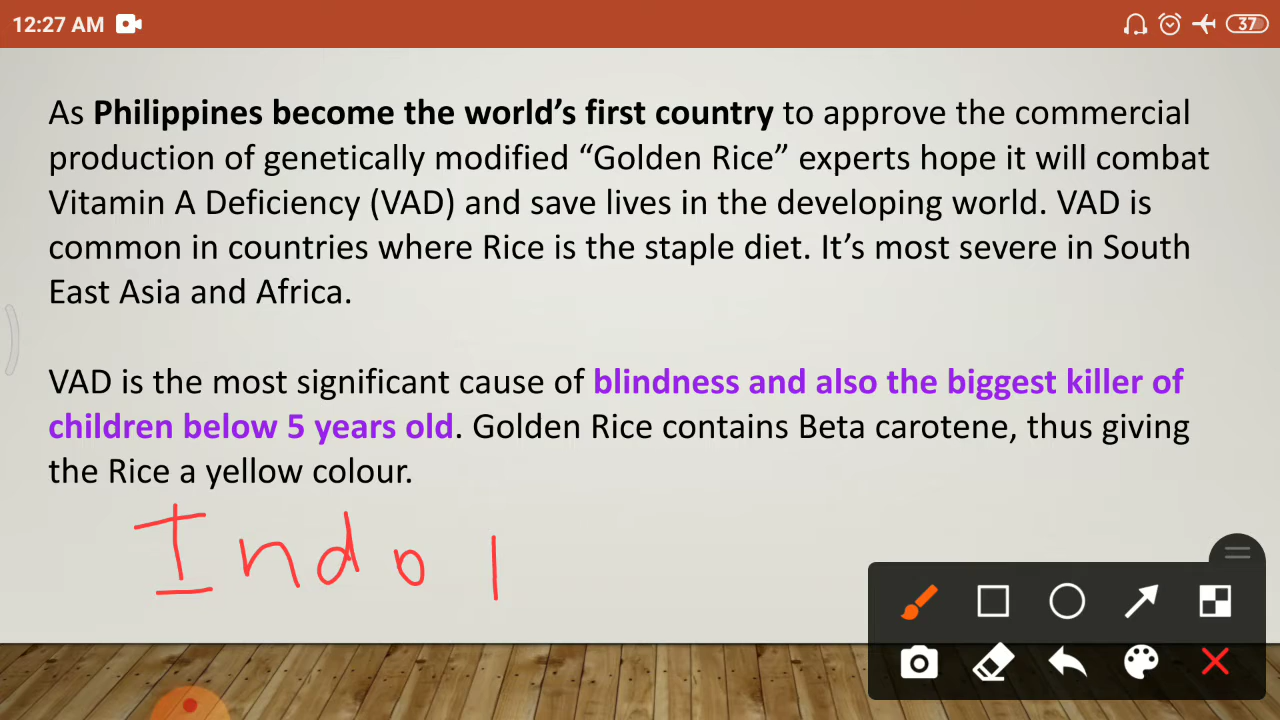 12:27 AM
37
As Philippines become the world's first country to approve the commercial
production of genetically modified “Golden Rice” experts hope it will combat
Vitamin A Deficiency (VAD) and save lives in the developing world. VAD is
common in countries where Rice is the staple diet. It's most severe in South
East Asia and Africa.
VAD is the most significant cause of blindness and also the biggest killer of
children below 5 years old. Golden Rice contains Beta carotene, thus giving
the Rice a yellow colour.
Indo l